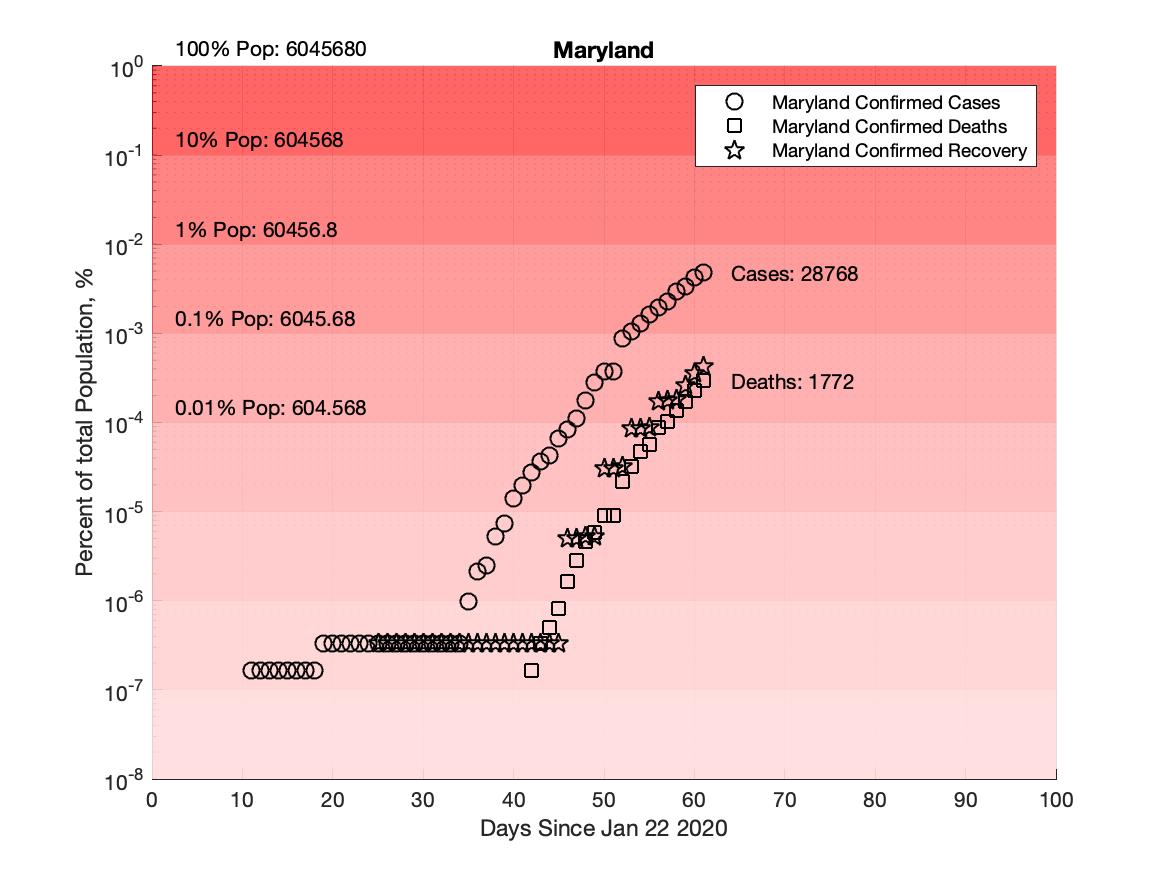 Maryland
100% Pop: 6045680
10% Pop: 604568
1% Pop: 60456.8
0.1% Pop: 6045.68
0.01% Pop: 604.568
Maryland Confirmed Cases
Maryland Confirmed Deaths
Maryland Confirmed Recovery
Cases: 28768
Deaths: 1772
Percent of total Population, %
10^0
10^-1
10^-2
10^-3
10^-4
10^-5
10^-6
10^-7
10^-8
0 10 20 30 40 50 60 70 80 90 100
Days Since Jan 22 2020